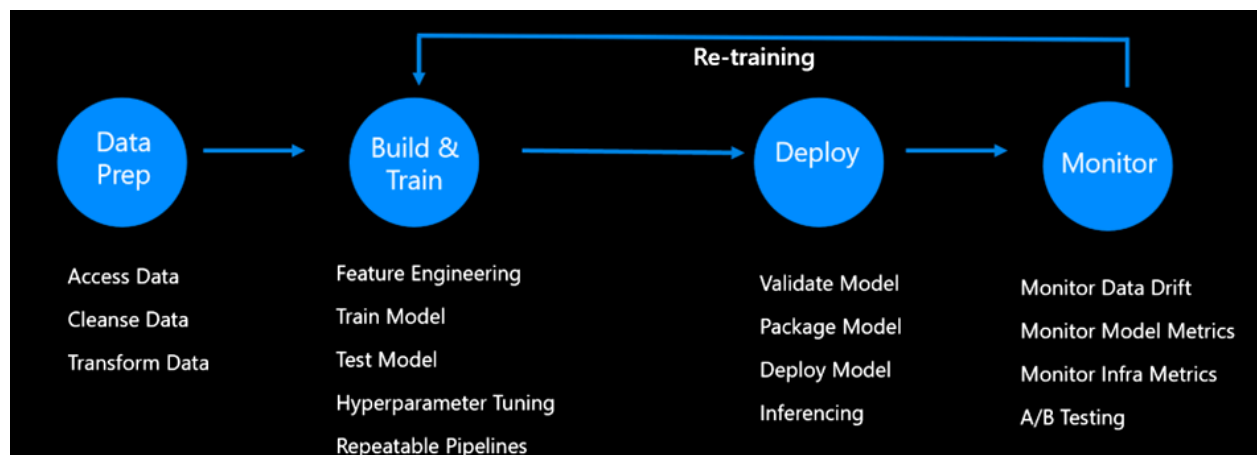 Re-training
Data
Prep
Build &
Train
Deploy
Monitor
Access Data
Cleanse Data
Transform Data
Feature Engineering
Train Model
Test Model
Hyperparameter Tuning
Repeatable Pipelines
Validate Model
Package Model
Deploy Model
Inferencing
Monitor Data Drift
Monitor Model Metrics
Monitor Infra Metrics
A/B Testing